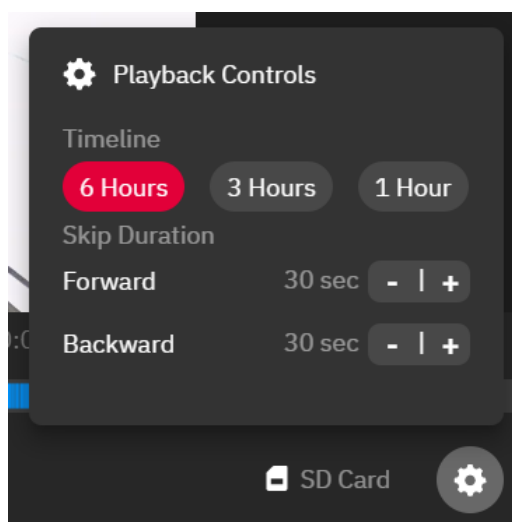 Playback Controls
Timeline
6 Hours 3 Hours 1 Hour
Skip Duration
Forward 30 sec - | +
Backward 30 sec - | +
SD Card